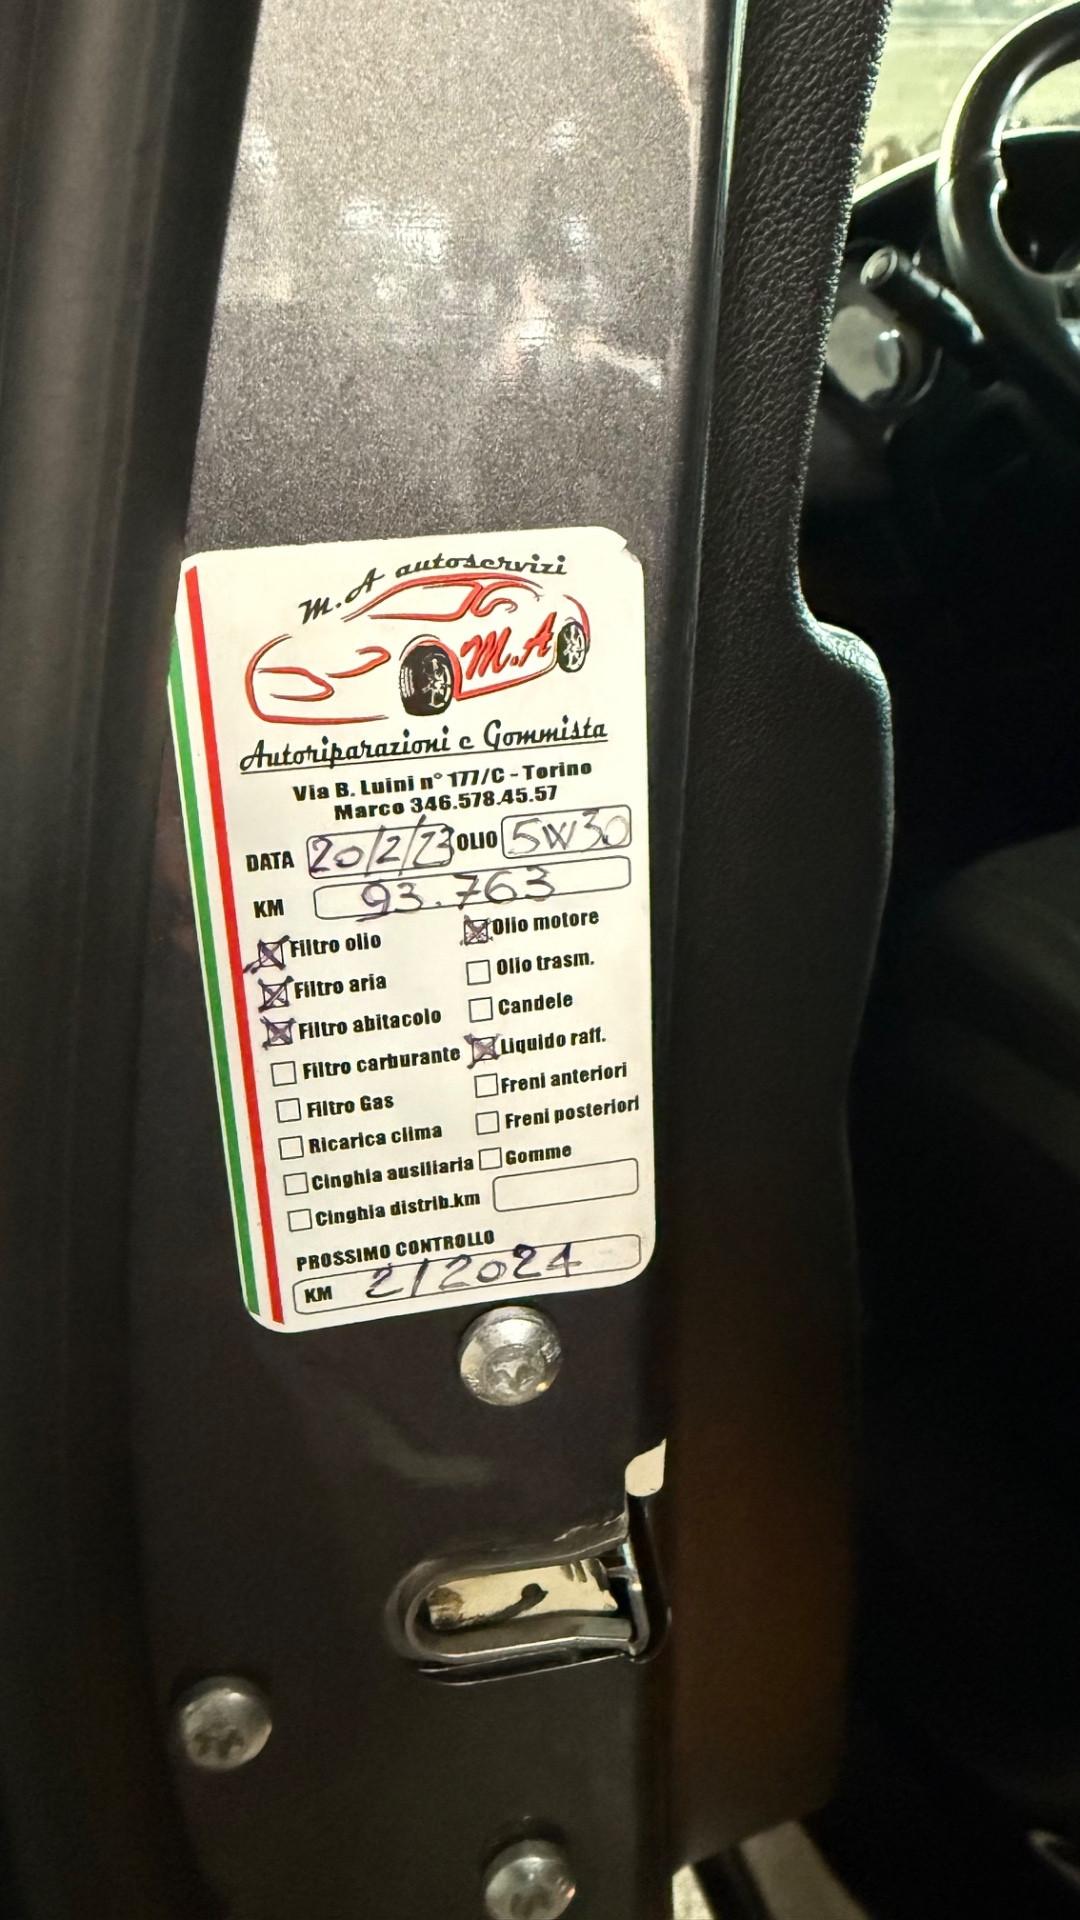 M.A autoservizi
M.A
Autoriparazioni e Gommista
Via B. Luini n° 177/C - Torino
Marco 346.578.45.57
DATA 20/2/23 OLIO 5W30
KM 93.763
Filtro olio Olio motore
Filtro aria Olio trasm.
Filtro abitacolo Candele
Filtro carburante Liquido raff.
Filtro Gas Freni anteriori
Ricarica clima Freni posteriori
Cinghia ausiliaria Gomme
Cinghia distrib.km
PROSSIMO CONTROLLO
KM 2/2024